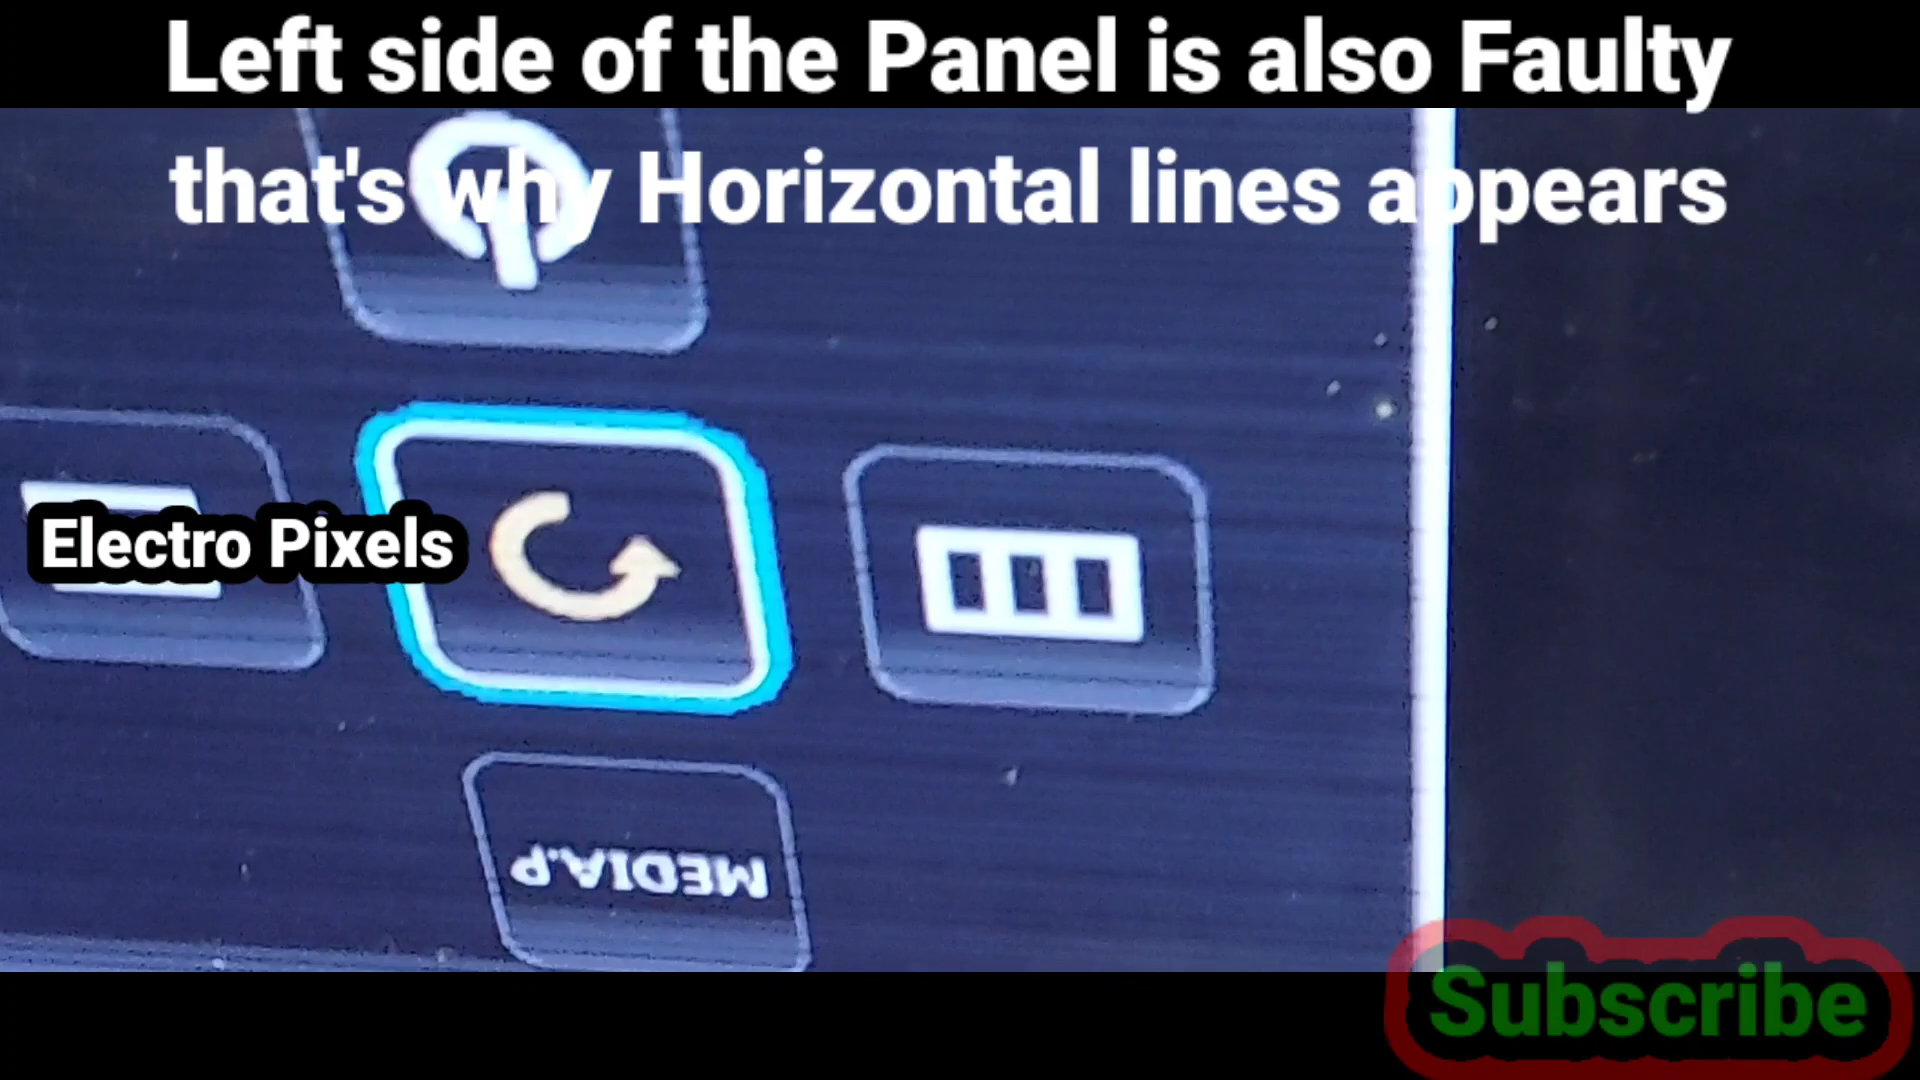 Left side of the Panel is also Faulty
that's why Horizontal lines appears
Electro Pixels
MEDIA.P
Subscribe